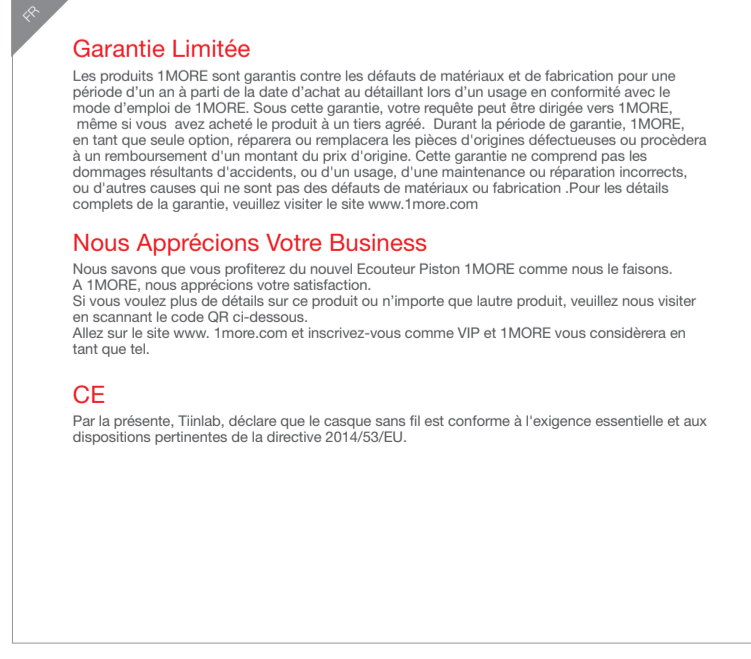 FR
Garantie Limitée
Les produits 1MORE sont garantis contre les défauts de matériaux et de fabrication pour une
période d'un an à parti de la date d'achat au détaillant lors d'un usage en conformité avec le
mode d'emploi de 1MORE. Sous cette garantie, votre requête peut être dirigée vers 1MORE,
même si vous  avez acheté le produit à un tiers agréé.  Durant la période de garantie, 1MORE,
en tant que seule option, réparera ou remplacera les pièces d'origines défectueuses ou procèdera
à un remboursement d'un montant du prix d'origine. Cette garantie ne comprend pas les
dommages résultants d'accidents, ou d'un usage, d'une maintenance ou réparation incorrects,
ou d'autres causes qui ne sont pas des défauts de matériaux ou fabrication .Pour les détails
complets de la garantie, veuillez visiter le site www.1more.com
Nous Apprécions Votre Business
Nous savons que vous profiterez du nouvel Ecouteur Piston 1MORE comme nous le faisons.
A 1MORE, nous apprécions votre satisfaction.
Si vous voulez plus de détails sur ce produit ou n'importe que lautre produit, veuillez nous visiter
en scannant le code QR ci-dessous.
Allez sur le site www. 1more.com et inscrivez-vous comme VIP et 1MORE vous considèrera en
tant que tel.
CE
Par la présente, Tiinlab, déclare que le casque sans fil est conforme à l'exigence essentielle et aux
dispositions pertinentes de la directive 2014/53/EU.